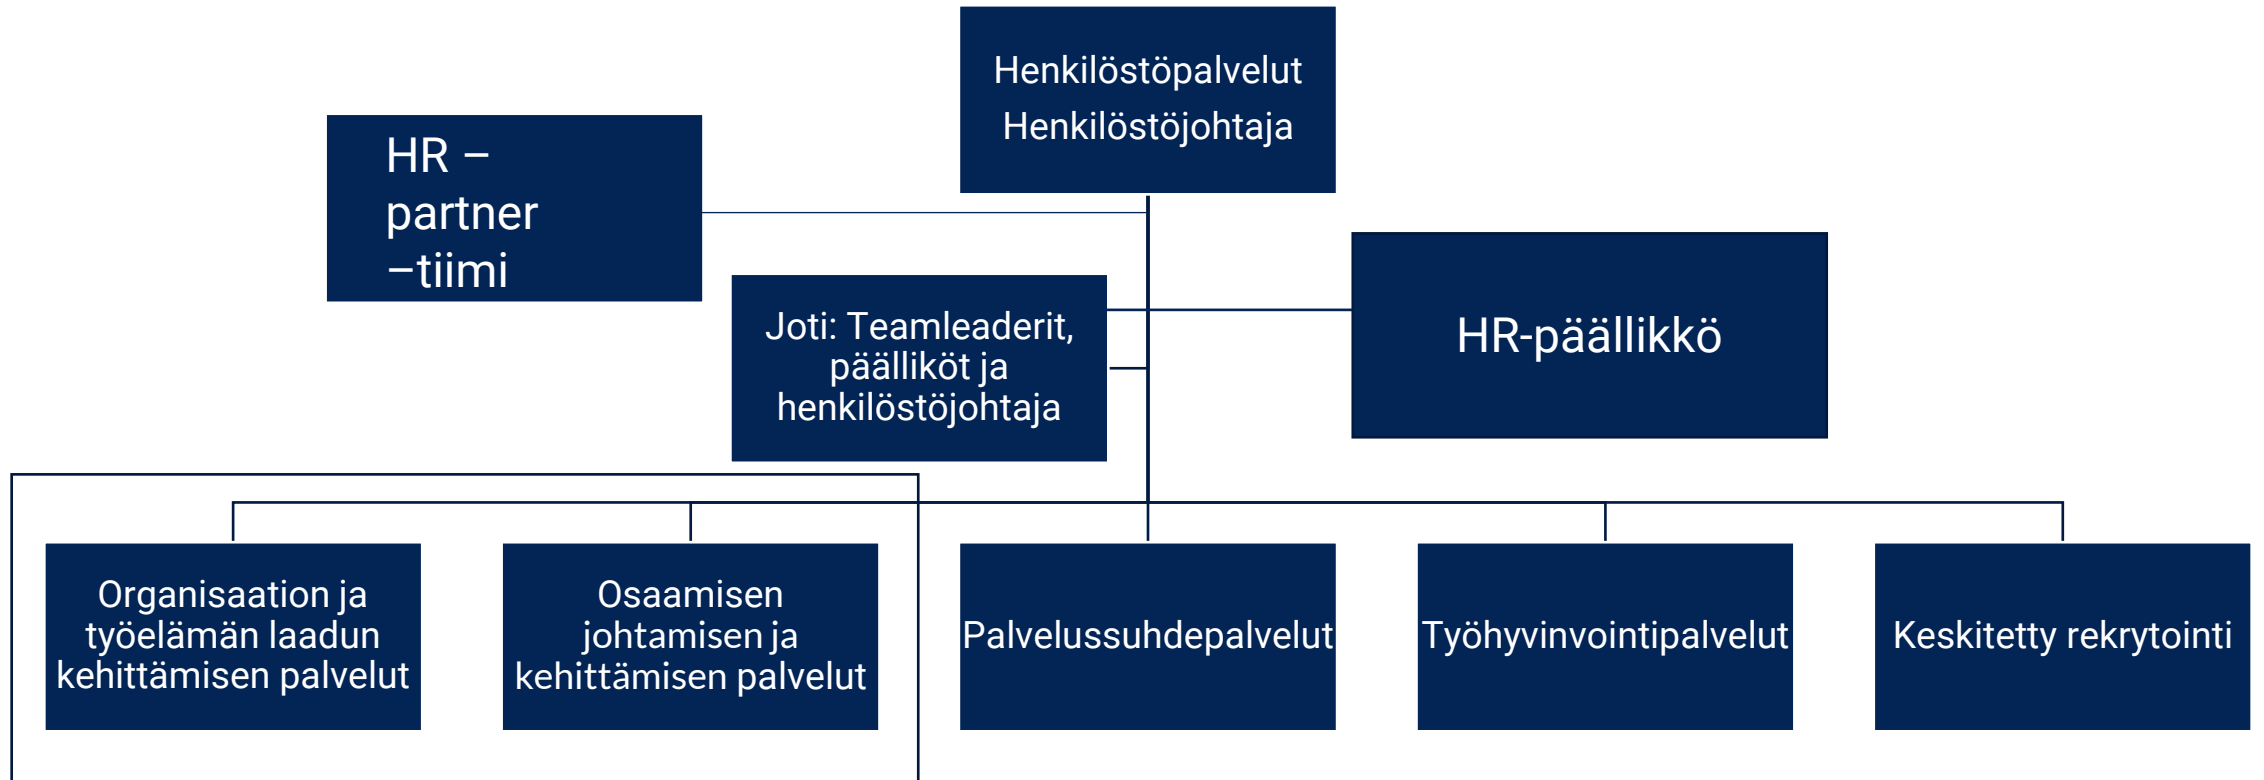 Henkilöstöpalvelut
Henkilöstöjohtaja
HR –
partner
–tiimi
Joti: Teamleaderit,
päälliköt ja
henkilöstöjohtaja
HR-päällikkö
Organisaation ja
työelämän laadun
kehittämisen palvelut
Osaamisen
johtamisen ja
kehittämisen palvelut
Palvelussuhdepalvelut
Työhyvinvointipalvelut
Keskitetty rekrytointi